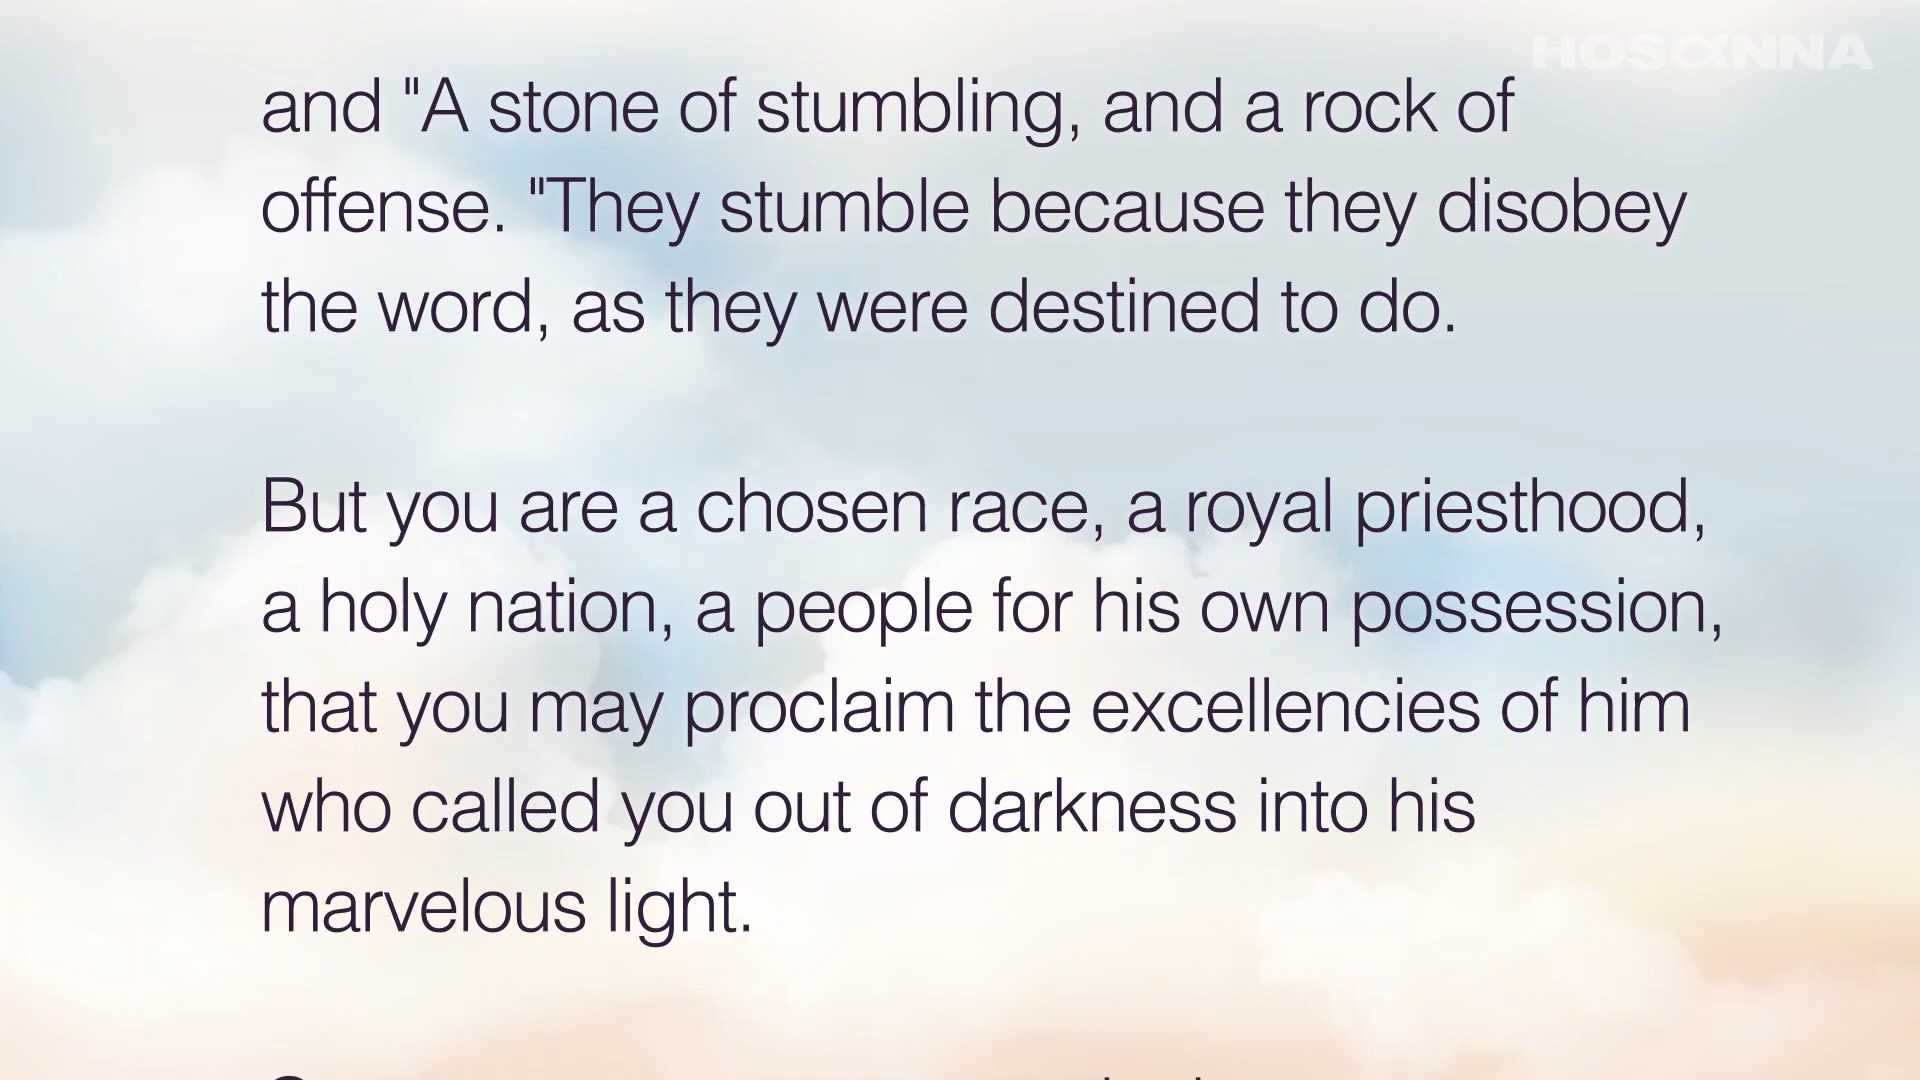 HOSANNA
and "A stone of stumbling, and a rock of
offense. "They stumble because they disobey
the word, as they were destined to do.
But you are a chosen race, a royal priesthood,
a holy nation, a people for his own possession,
that you may proclaim the excellencies of him
who called you out of darkness into his
marvelous light.